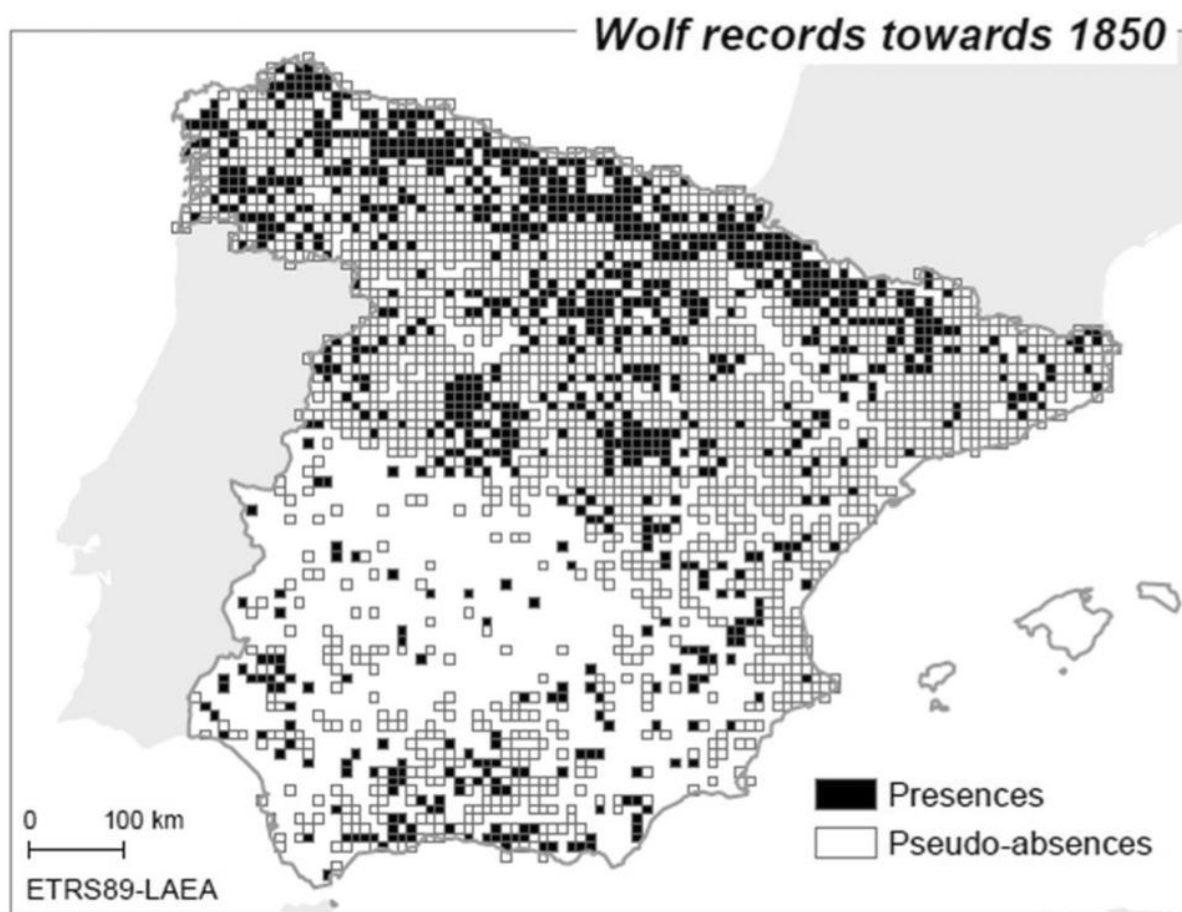 Wolf records towards 1850
Presences
Pseudo-absences
0 100 km
ETRS89-LAEA